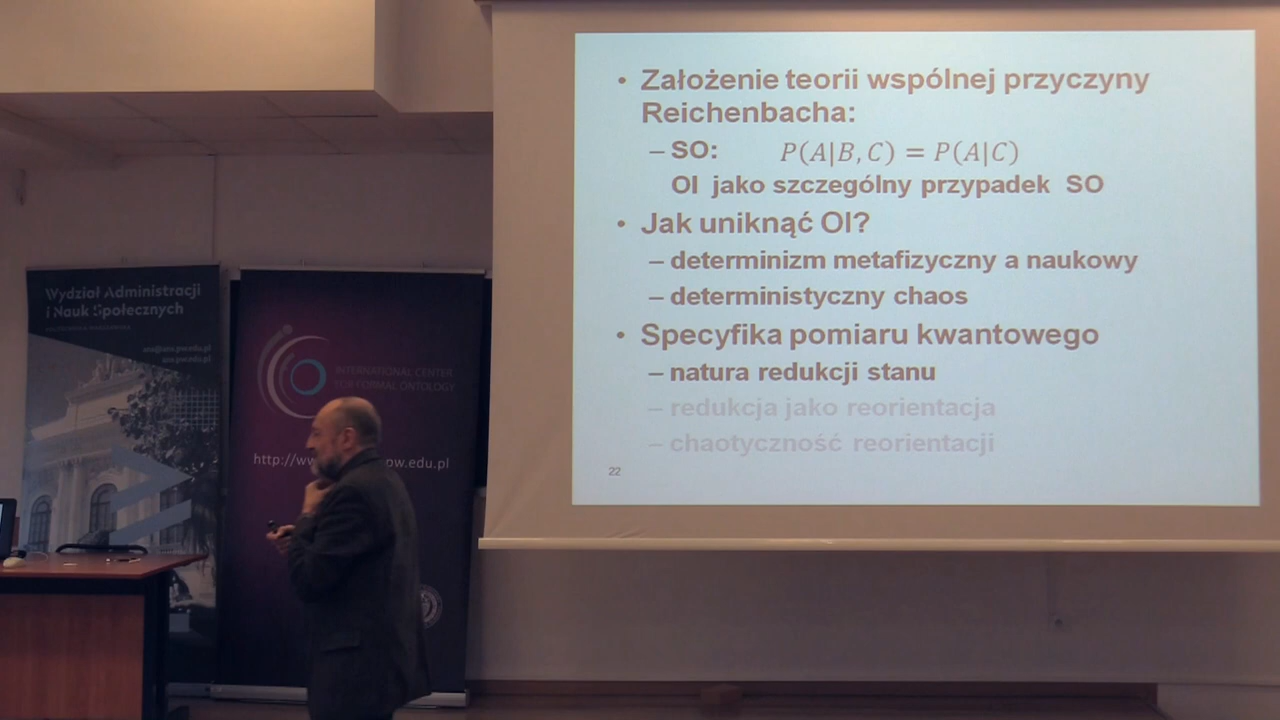 • Założenie teorii wspólnej przyczyny
Reichenbacha:
– SO: P(A|B, C) = P(A|C)
OI jako szczególny przypadek SO
• Jak uniknąć OI?
– determinizm metafizyczny a naukowy
– deterministyczny chaos
• Specyfika pomiaru kwantowego
– natura redukcji stanu
– redukcja jako reorientacja
– chaotyczność reorientacji
22
Wydział Administracji
i Nauk Społecznych
INTERNATIONAL CENTER
FOR FORMAL ONTOLOGY
http://ww
pw.edu.pl